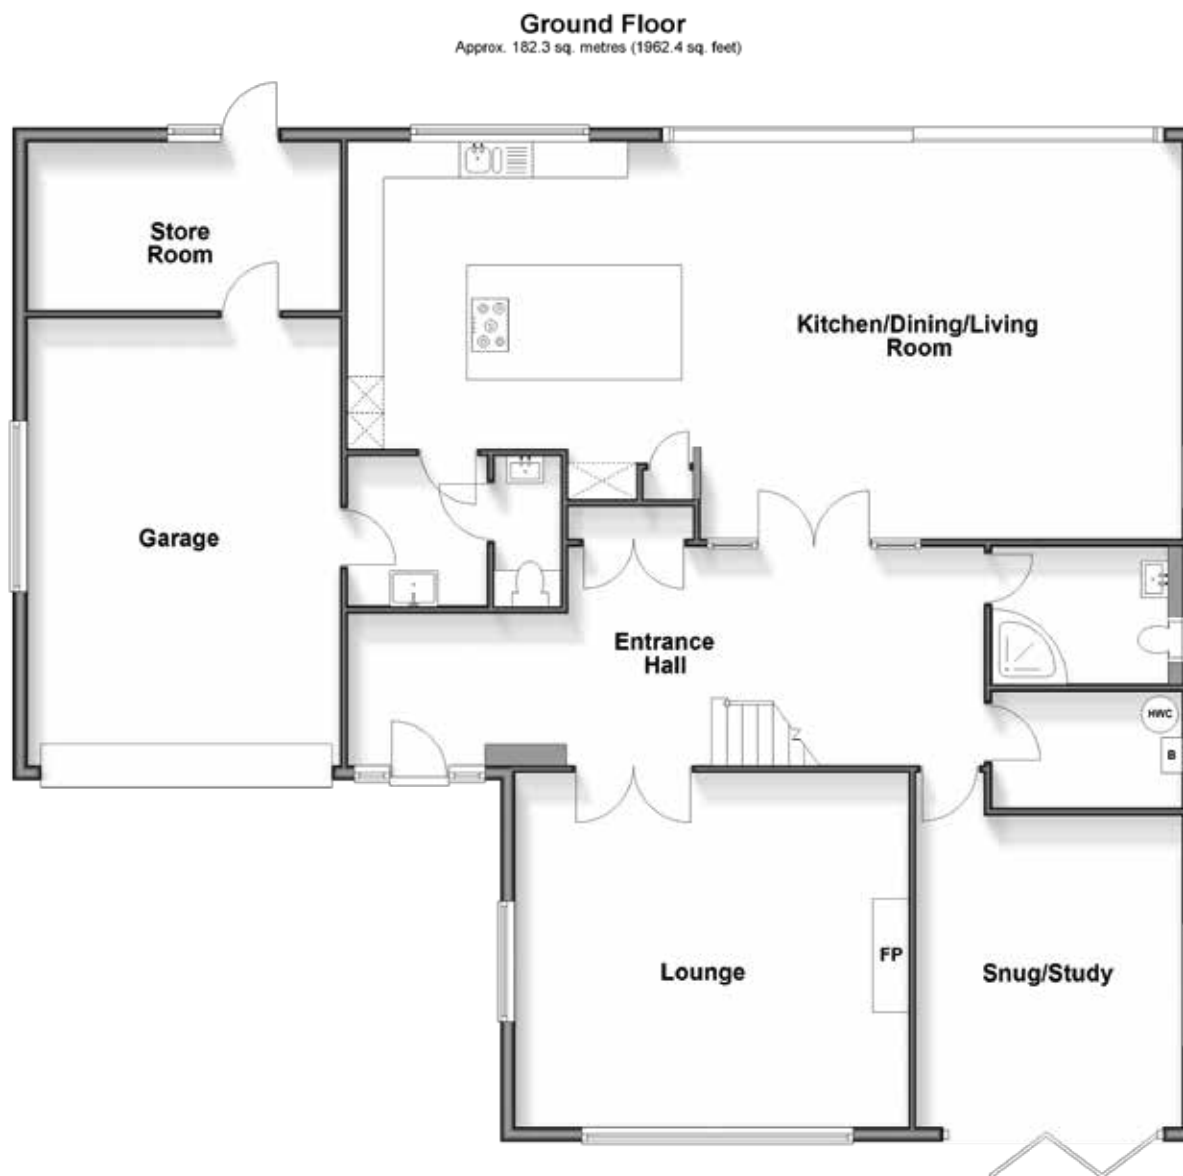 Ground Floor
Approx. 182.3 sq. metres (1962.4 sq. feet)
Store
Room
Kitchen/Dining/Living
Room
Garage
Entrance
Hall
HWC
B
FP
Lounge
Snug/Study